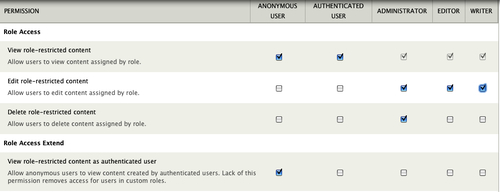 PERMISSION
ANONYMOUS USER
AUTHENTICATED USER
ADMINISTRATOR
EDITOR
WRITER
Role Access
View role-restricted content
Allow users to view content assigned by role.
Edit role-restricted content
Allow users to edit content assigned by role.
Delete role-restricted content
Allow users to delete content assigned by role.
Role Access Extend
View role-restricted content as authenticated user
Allow anonymous users to view content created by authenticated users. Lack of this
permission removes access for users in custom roles.